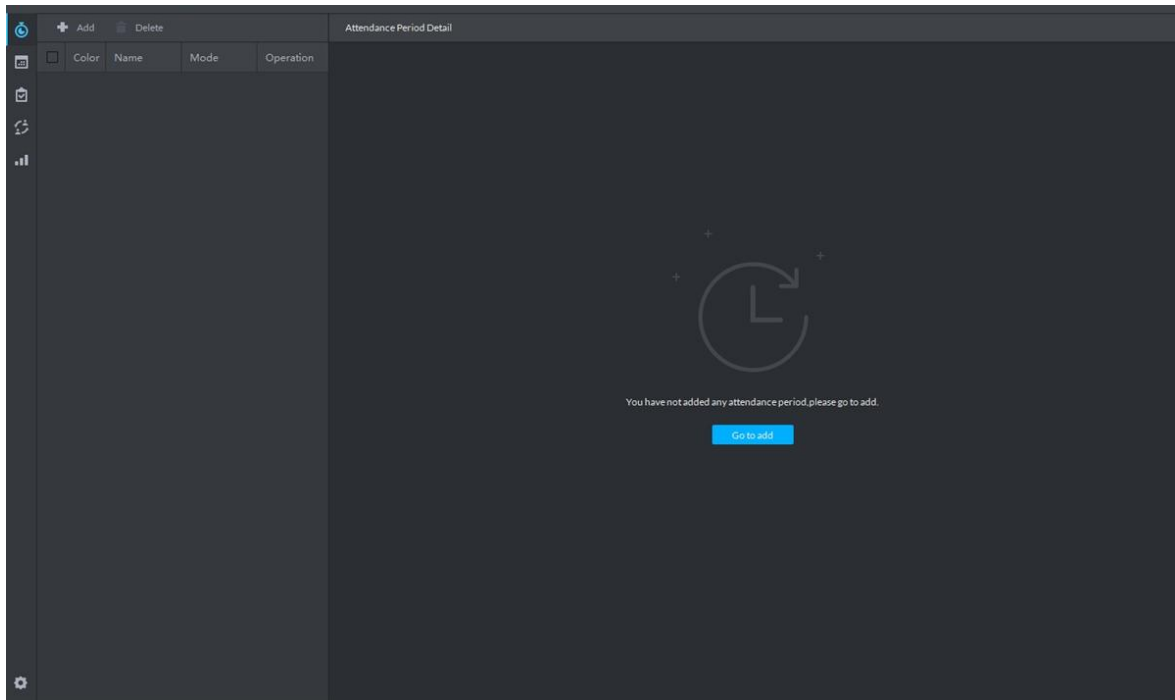 Add Delete
Attendance Period Detail
Color Name Mode Operation
You have not added any attendance period,please go to add.
Go to add